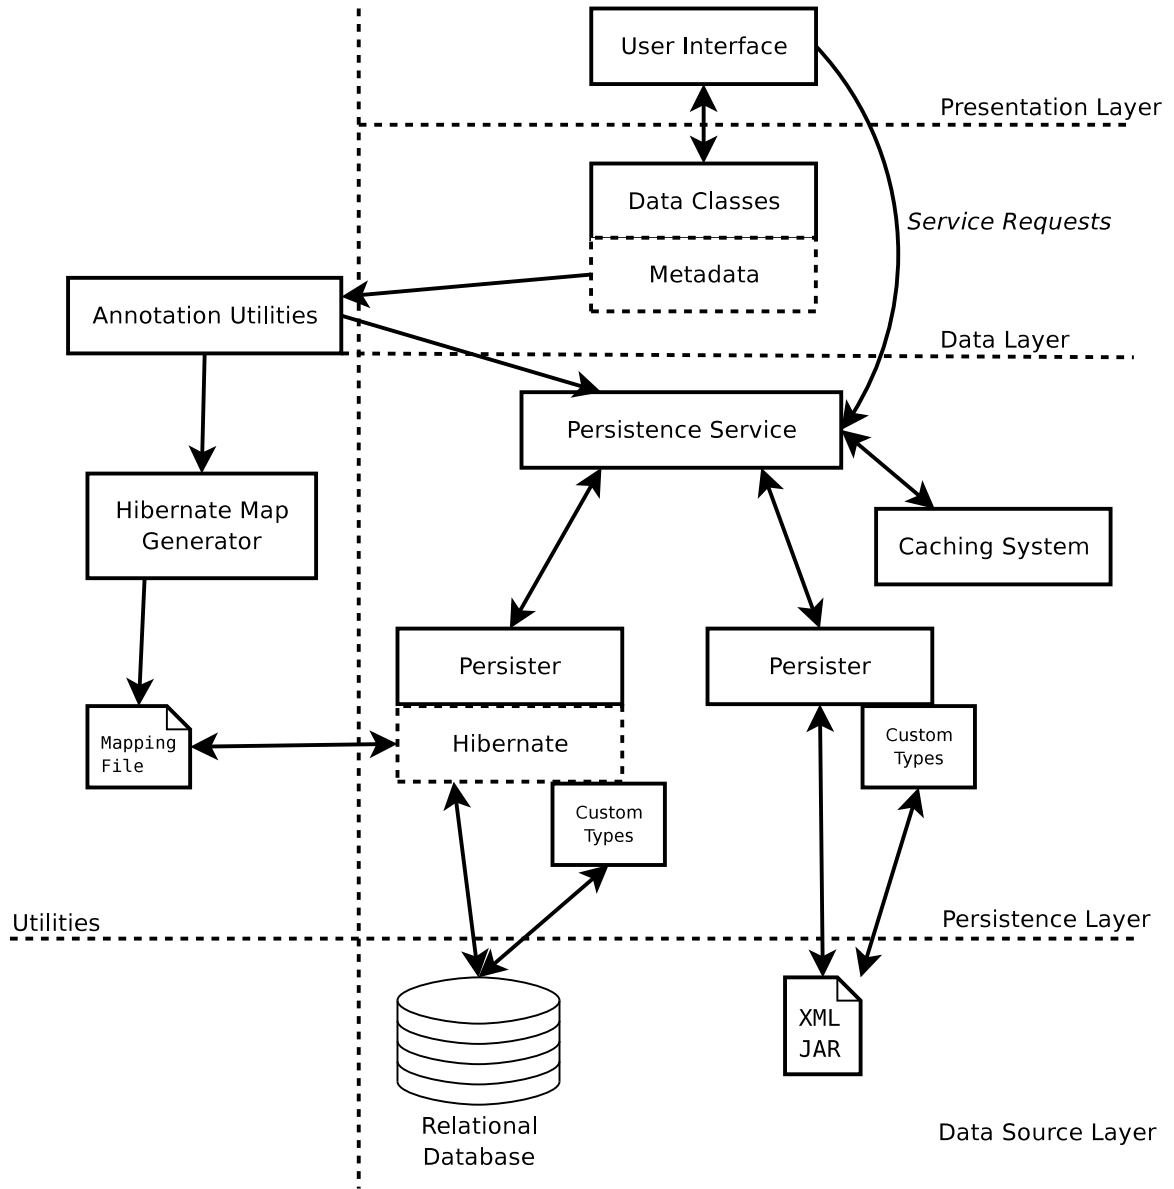 User Interface
Presentation Layer
Data Classes
Service Requests
Metadata
Annotation Utilities
Data Layer
Persistence Service
Hibernate Map
Generator
Caching System
Persister
Persister
Mapping
File
Hibernate
Custom
Types
Custom
Types
Utilities
Persistence Layer
XML
JAR
Relational
Database
Data Source Layer